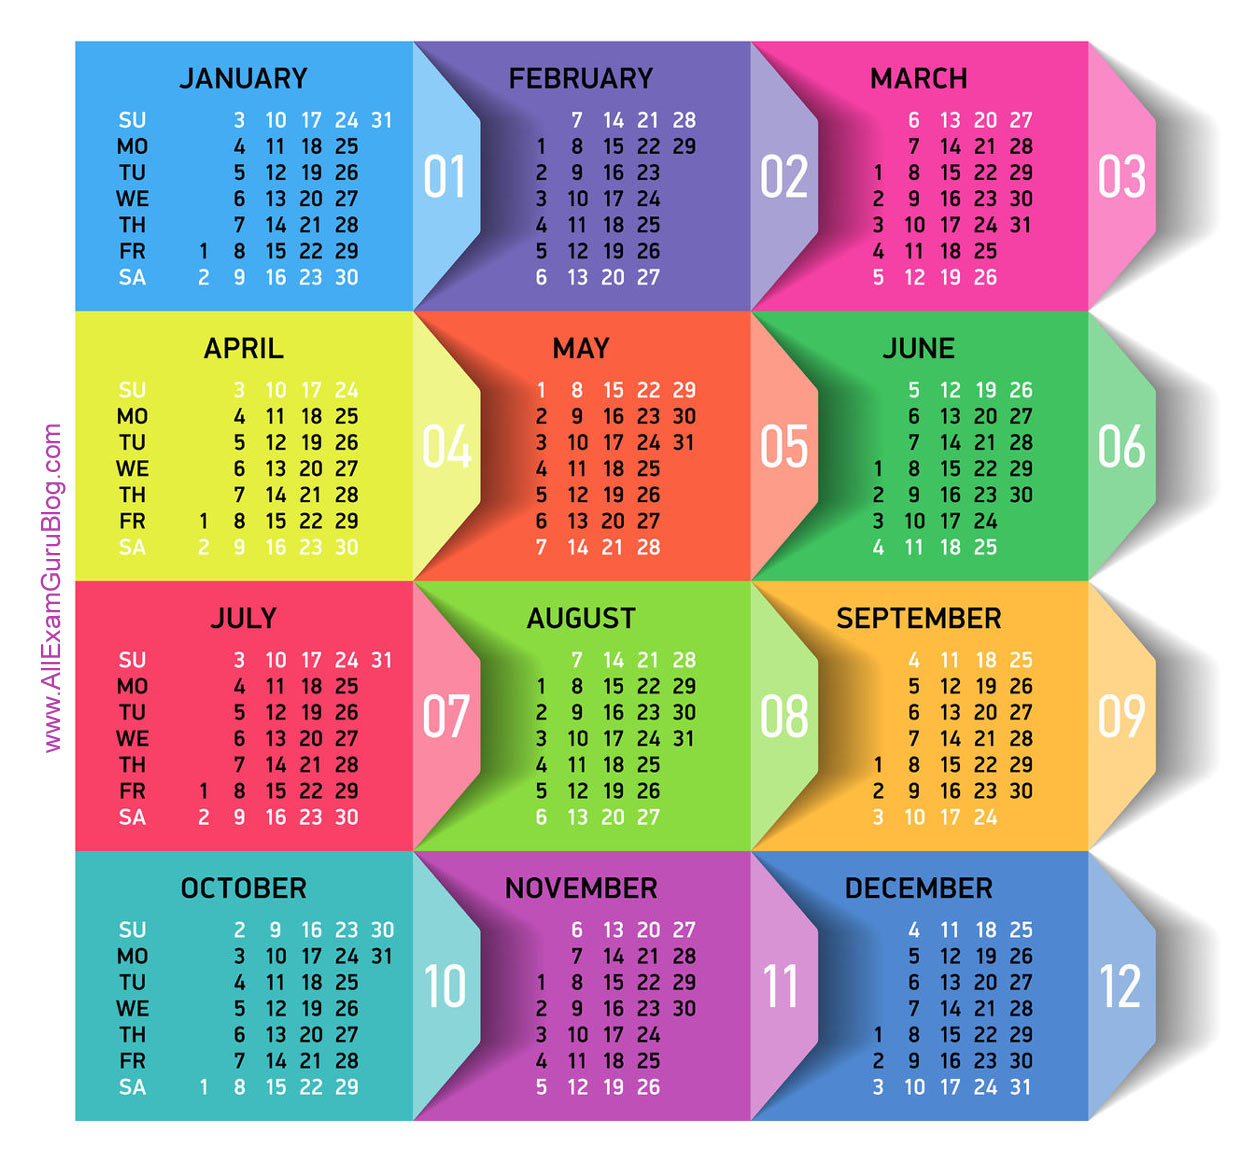 JANUARY
SU 3 10 17 24 31
MO 4 11 18 25
TU 5 12 19 26
WE 6 13 20 27
TH 7 14 21 28
FR 1 8 15 22 29
SA 2 9 16 23 30
01
FEBRUARY
7 14 21 28
1 8 15 22 29
2 9 16 23
3 10 17 24
4 11 18 25
5 12 19 26
6 13 20 27
02
MARCH
6 13 20 27
7 14 21 28
1 8 15 22 29
2 9 16 23 30
3 10 17 24 31
4 11 18 25
5 12 19 26
03
APRIL
SU 3 10 17 24
MO 4 11 18 25
TU 5 12 19 26
WE 6 13 20 27
TH 7 14 21 28
FR 1 8 15 22 29
SA 2 9 16 23 30
04
MAY
1 8 15 22 29
2 9 16 23 30
3 10 17 24 31
4 11 18 25
5 12 19 26
6 13 20 27
7 14 21 28
05
JUNE
5 12 19 26
6 13 20 27
7 14 21 28
1 8 15 22 29
2 9 16 23 30
3 10 17 24
4 11 18 25
06
JULY
SU 3 10 17 24 31
MO 4 11 18 25
TU 5 12 19 26
WE 6 13 20 27
TH 7 14 21 28
FR 1 8 15 22 29
SA 2 9 16 23 30
07
AUGUST
7 14 21 28
1 8 15 22 29
2 9 16 23 30
3 10 17 24 31
4 11 18 25
5 12 19 26
6 13 20 27
08
SEPTEMBER
4 11 18 25
5 12 19 26
6 13 20 27
7 14 21 28
1 8 15 22 29
2 9 16 23 30
3 10 17 24
09
OCTOBER
SU 2 9 16 23 30
MO 3 10 17 24 31
TU 4 11 18 25
WE 5 12 19 26
TH 6 13 20 27
FR 7 14 21 28
SA 1 8 15 22 29
10
NOVEMBER
6 13 20 27
7 14 21 28
1 8 15 22 29
2 9 16 23 30
3 10 17 24
4 11 18 25
5 12 19 26
11
DECEMBER
4 11 18 25
5 12 19 26
6 13 20 27
7 14 21 28
1 8 15 22 29
2 9 16 23 30
3 10 17 24 31
12
www.AllExamGuruBlog.com